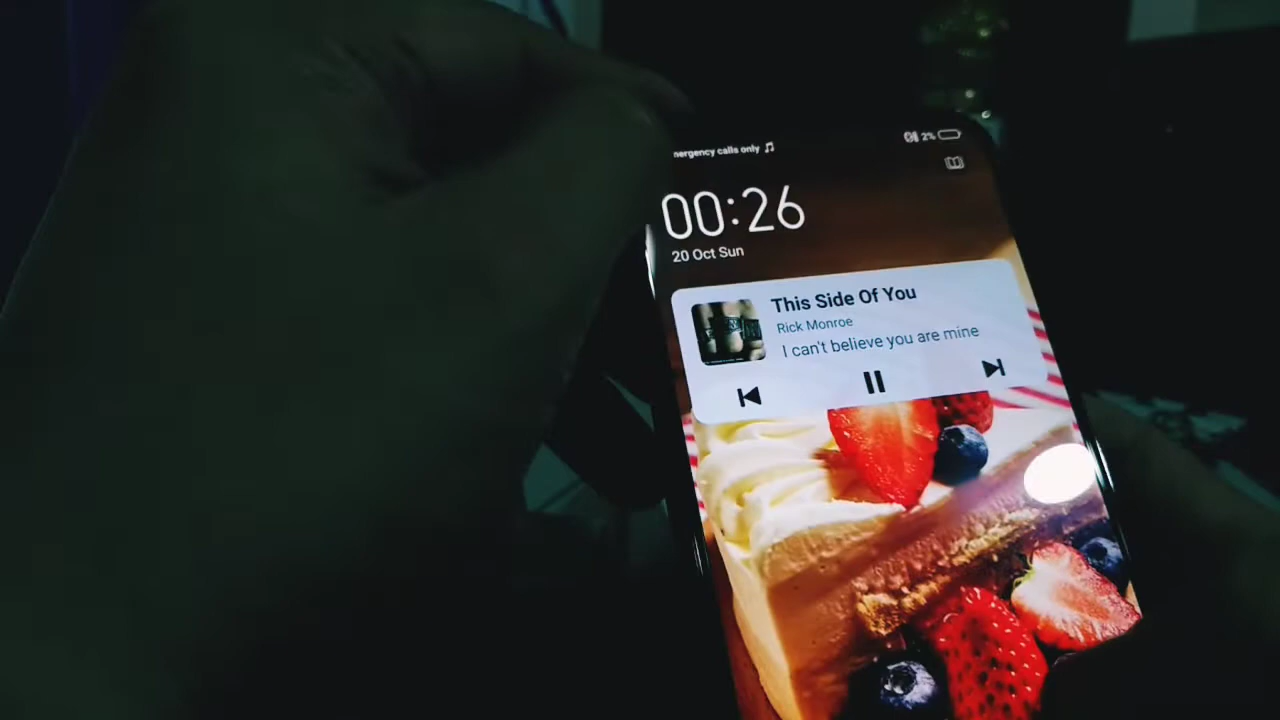 nergency calls only
2%
00:26
20 Oct Sun
This Side Of You
Rick Monroe
I can't believe you are mine